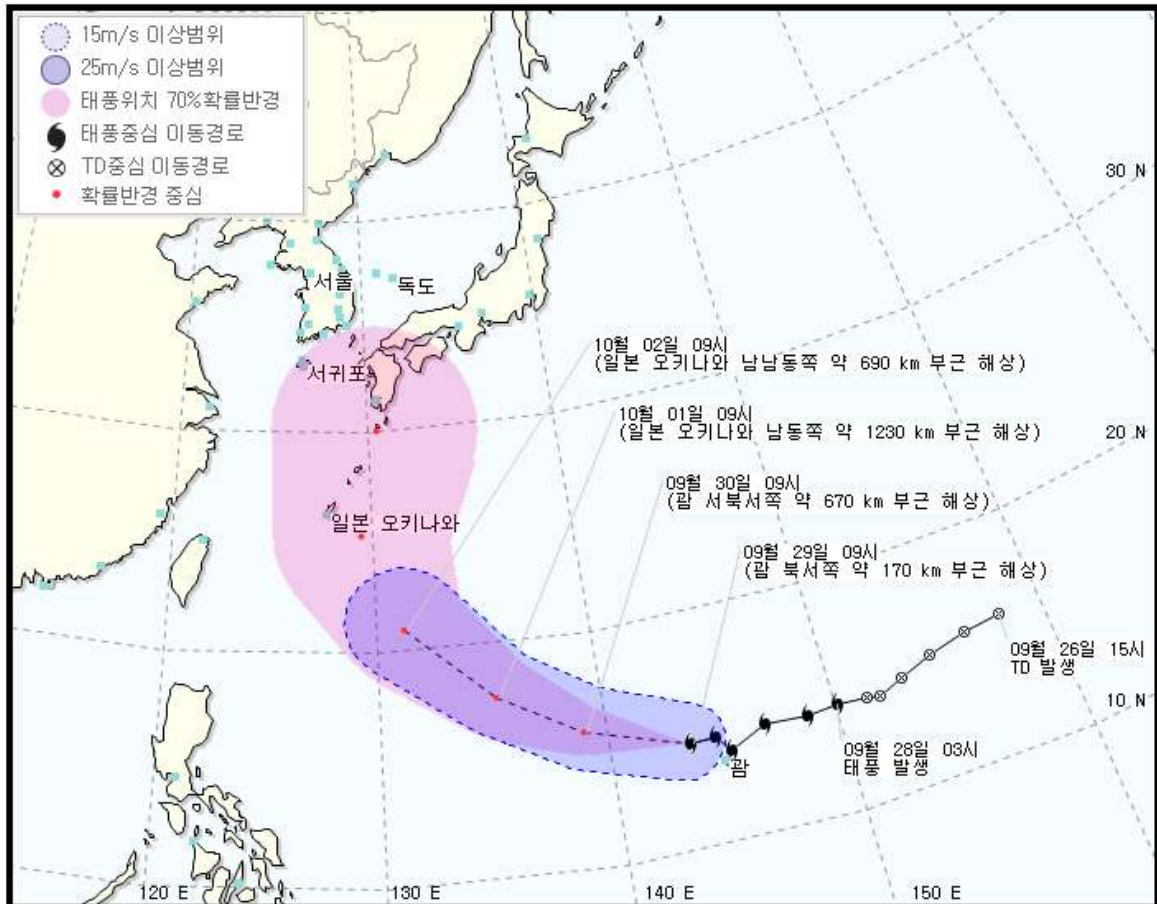 15m/s 이상범위
25m/s 이상범위
태풍위치 70%확률반경
태풍중심 이동경로
TD중심 이동경로
확률반경 중심
30 N
서울
독도
10월 02일 09시
(일본 오키나와 남남동쪽 약 690 km 부근 해상)
서귀포
10월 01일 09시
(일본 오키나와 남동쪽 약 1230 km 부근 해상)
20 N
09월 30일 09시
(괌 서북서쪽 약 670 km 부근 해상)
일본 오키나와
09월 29일 09시
(괌 북서쪽 약 170 km 부근 해상)
09월 26일 15시
TD 발생
10 N
09월 28일 03시
태풍 발생
괌
120 E
130 E
140 E
150 E